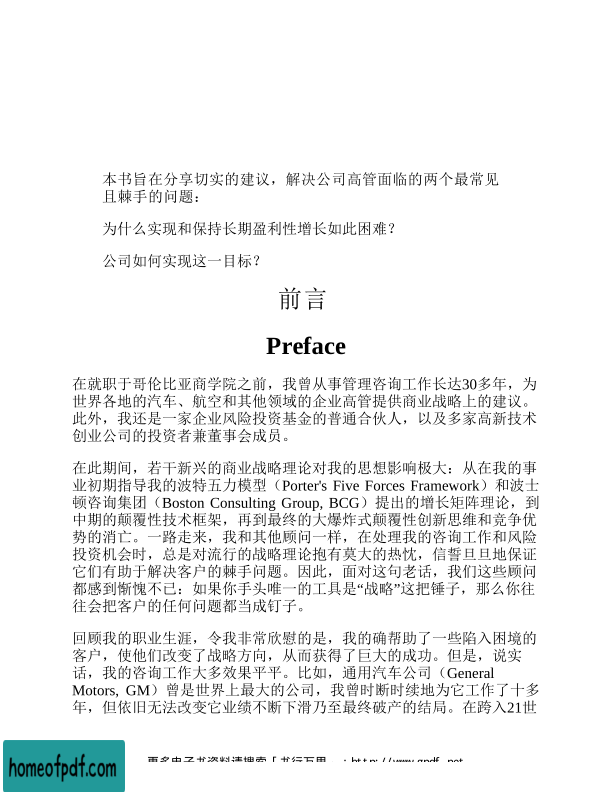 本书旨在分享切实的建议，解决公司高管面临的两个最常见
且棘手的问题：
为什么实现和保持长期盈利性增长如此困难？
公司如何实现这一目标？
前言
Preface
在就职于哥伦比亚商学院之前，我曾从事管理咨询工作长达30多年，为
世界各地的汽车、航空和其他领域的企业高管提供商业战略上的建议。
此外，我还是一家企业风险投资基金的普通合伙人，以及多家高新技术
创业公司的投资者兼董事会成员。
在此期间，若干新兴的商业战略理论对我的思想影响极大：从在我的事
业初期指导我的波特五力模型（Porter's Five Forces Framework）和波士
顿咨询集团（Boston Consulting Group, BCG）提出的增长矩阵理论，到
中期的颠覆性技术框架，再到最终的大爆炸式颠覆性创新思维和竞争优
势的消亡。一路走来，我和其他顾问一样，在处理我的咨询工作和风险
投资机会时，总是对流行的战略理论抱有莫大的热忱，信誓旦旦地保证
它们有助于解决客户的棘手问题。因此，面对这句老话，我们这些顾问
都感到惭愧不已：如果你手头唯一的工具是“战略”这把锤子，那么你往
往会把客户的任何问题都当成钉子。
回顾我的职业生涯，令我非常欣慰的是，我的确帮助了一些陷入困境的
客户，使他们改变了战略方向，从而获得了巨大的成功。但是，说实
话，我的咨询工作大多效果平平。比如，通用汽车公司（General
Motors, GM）曾是世界上最大的公司，我曾时断时续地为它工作了十多
年，但依旧无法改变它业绩不断下滑乃至最终破产的结局。在跨入21世
homeofpdf.com